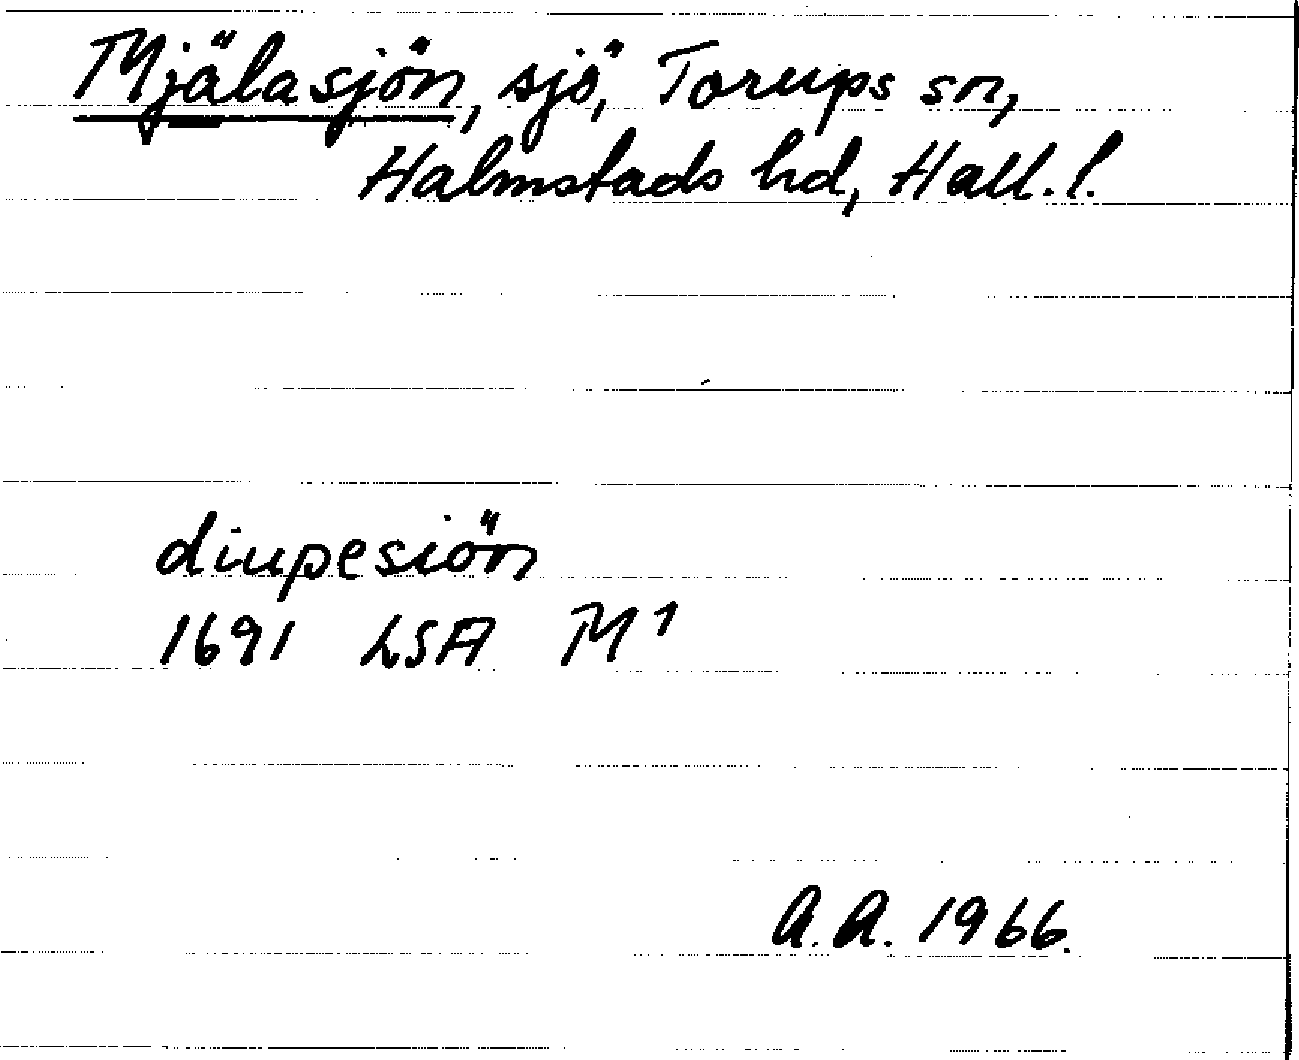 Mjälasjön, sjö, Torups sn,
Halmstads hd, Hall. l.
diupesiön
1691 LSA M1
A.A. 1966.